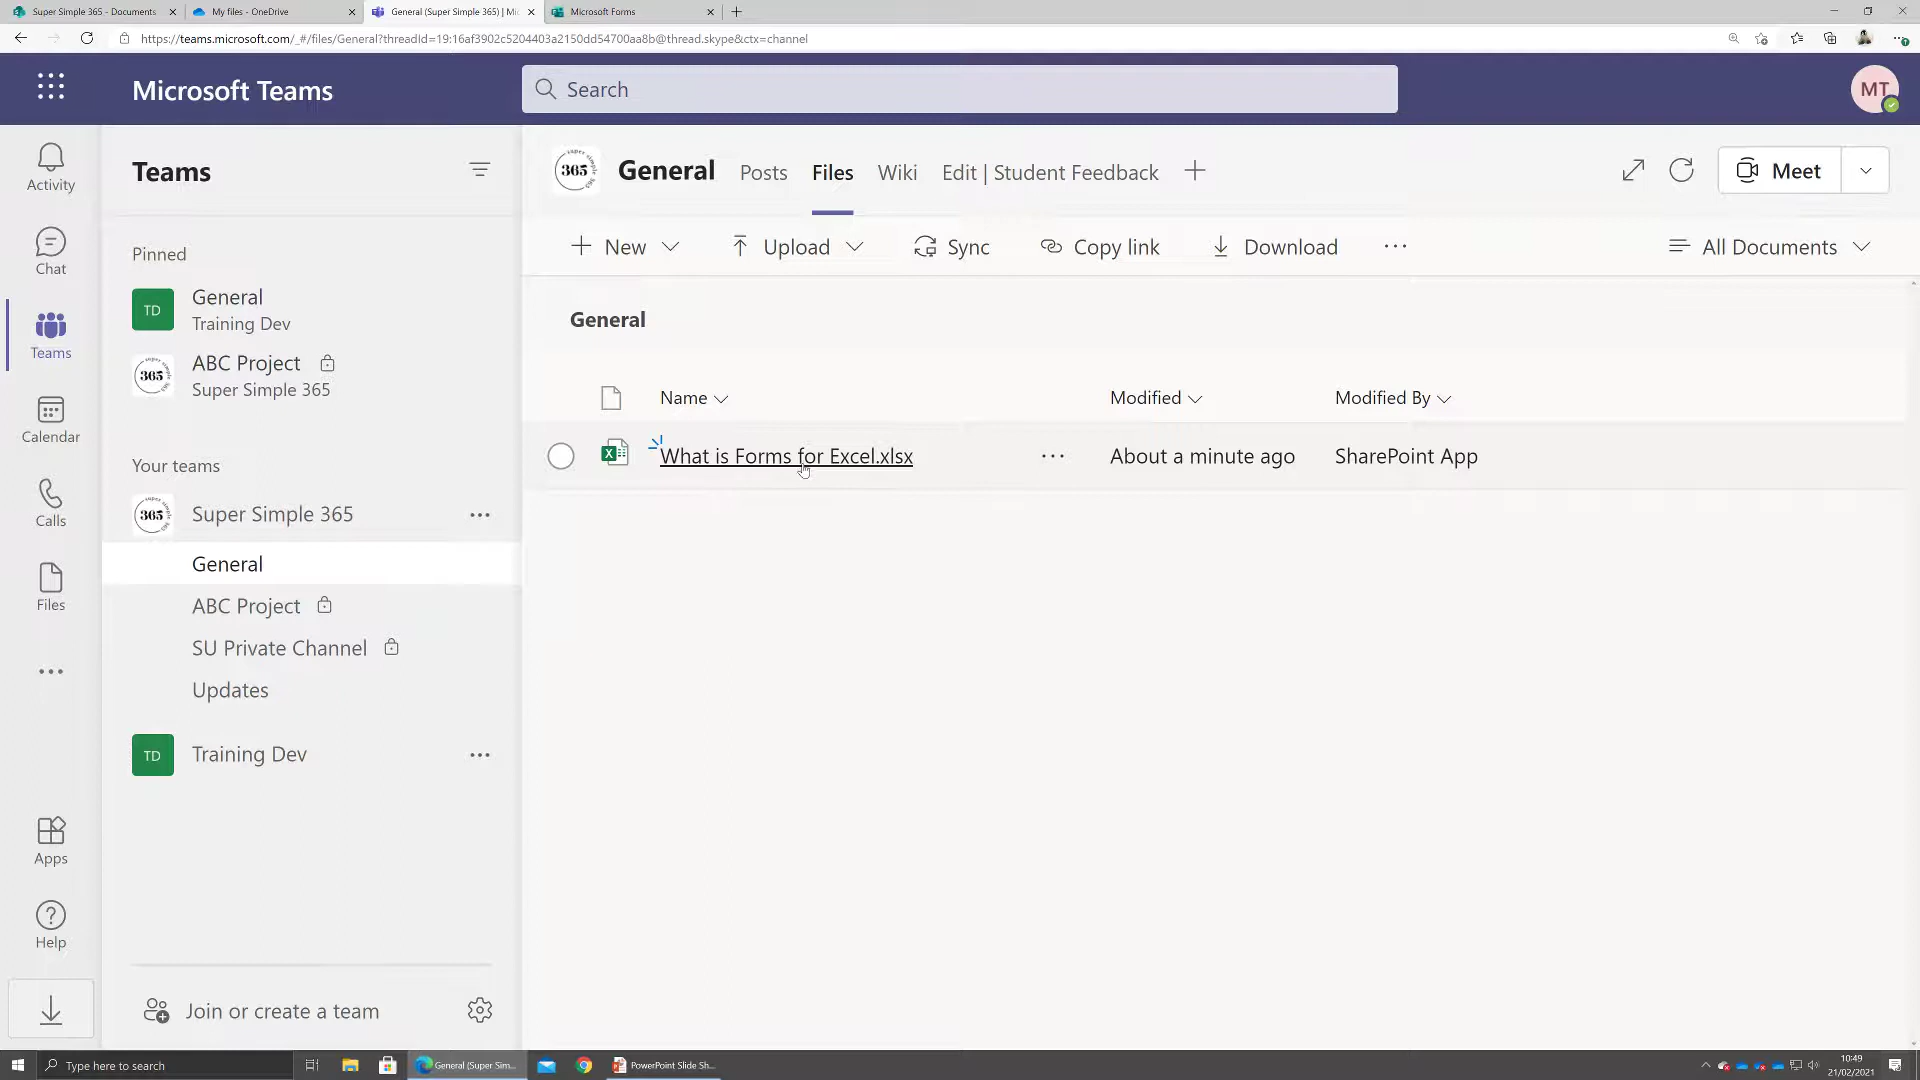 Super Simple 365 - Documents
My files - OneDrive
General (Super Simple 365) | Mic
Microsoft Forms
https://teams.microsoft.com/_#/files/General?threadId=19:16af3902c5204403a2150dd54700aa8b@thread.skype&ctx=channel
Microsoft Teams
Search
MT
Activity
Chat
Teams
Calendar
Calls
Files
Apps
Help
Teams
Pinned
TD
General
Training Dev
365
ABC Project
Super Simple 365
Your teams
365
Super Simple 365
General
ABC Project
SU Private Channel
Updates
TD
Training Dev
Join or create a team
super simple
365
General
Posts
Files
Wiki
Edit | Student Feedback
Meet
New
Upload
Sync
Copy link
Download
All Documents
General
Name
Modified
Modified By
What is Forms for Excel.xlsx
About a minute ago
SharePoint App
Type here to search
General (Super Sim...
PowerPoint Slide Sh...
10:49
21/02/2021